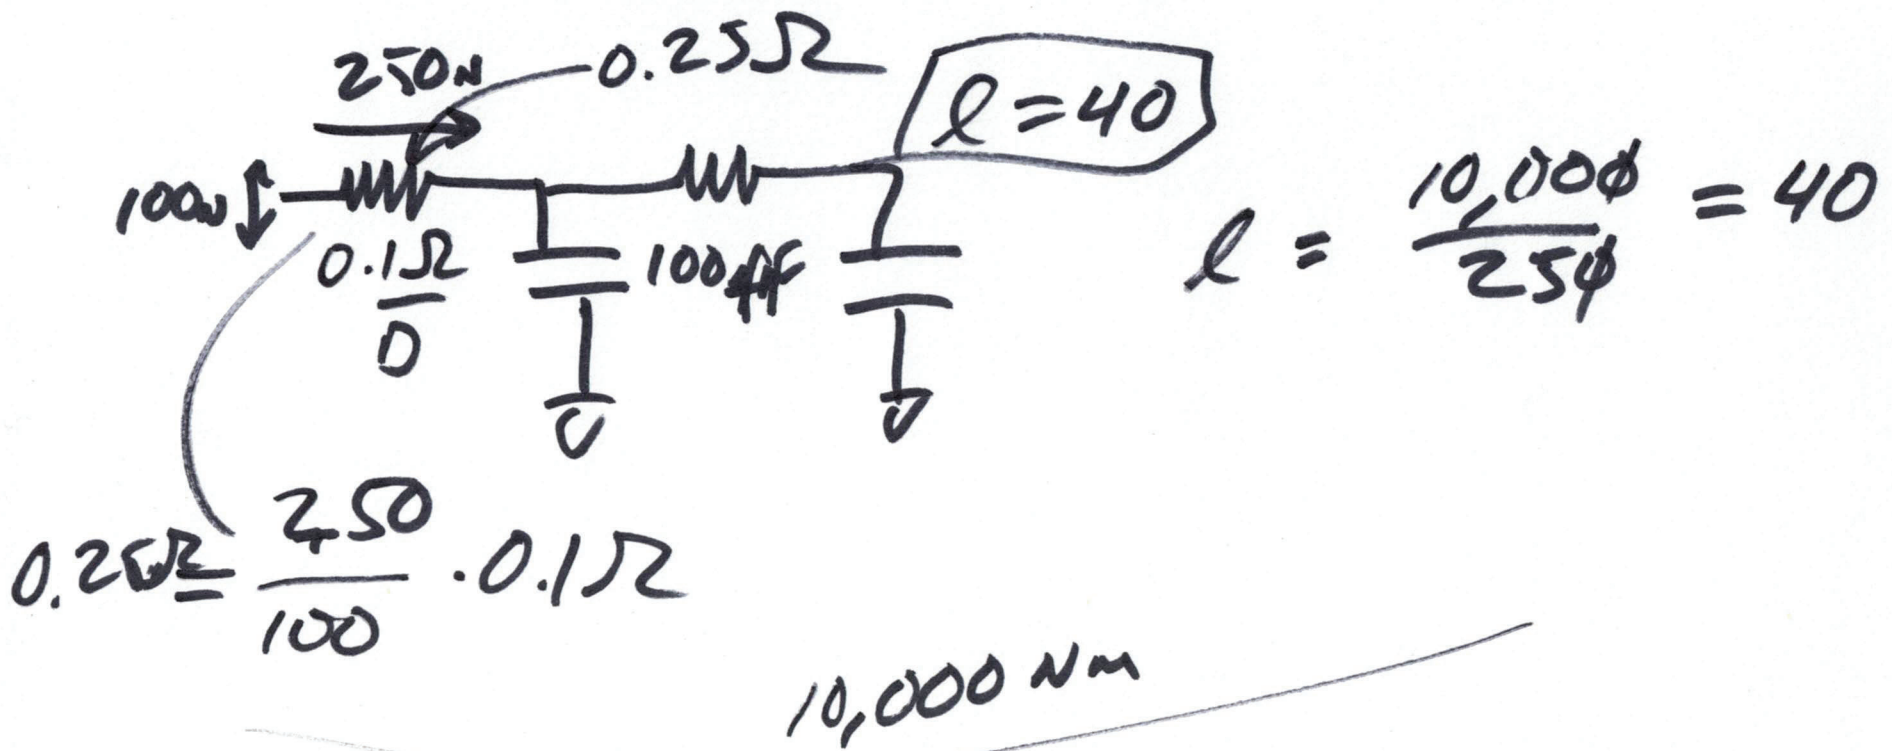 250n
0.25Ω
l = 40
100n
0.1Ω
□
l = 10,000 / 250 = 40
0.25Ω = 250 / 100 · 0.1Ω
10,000 nm